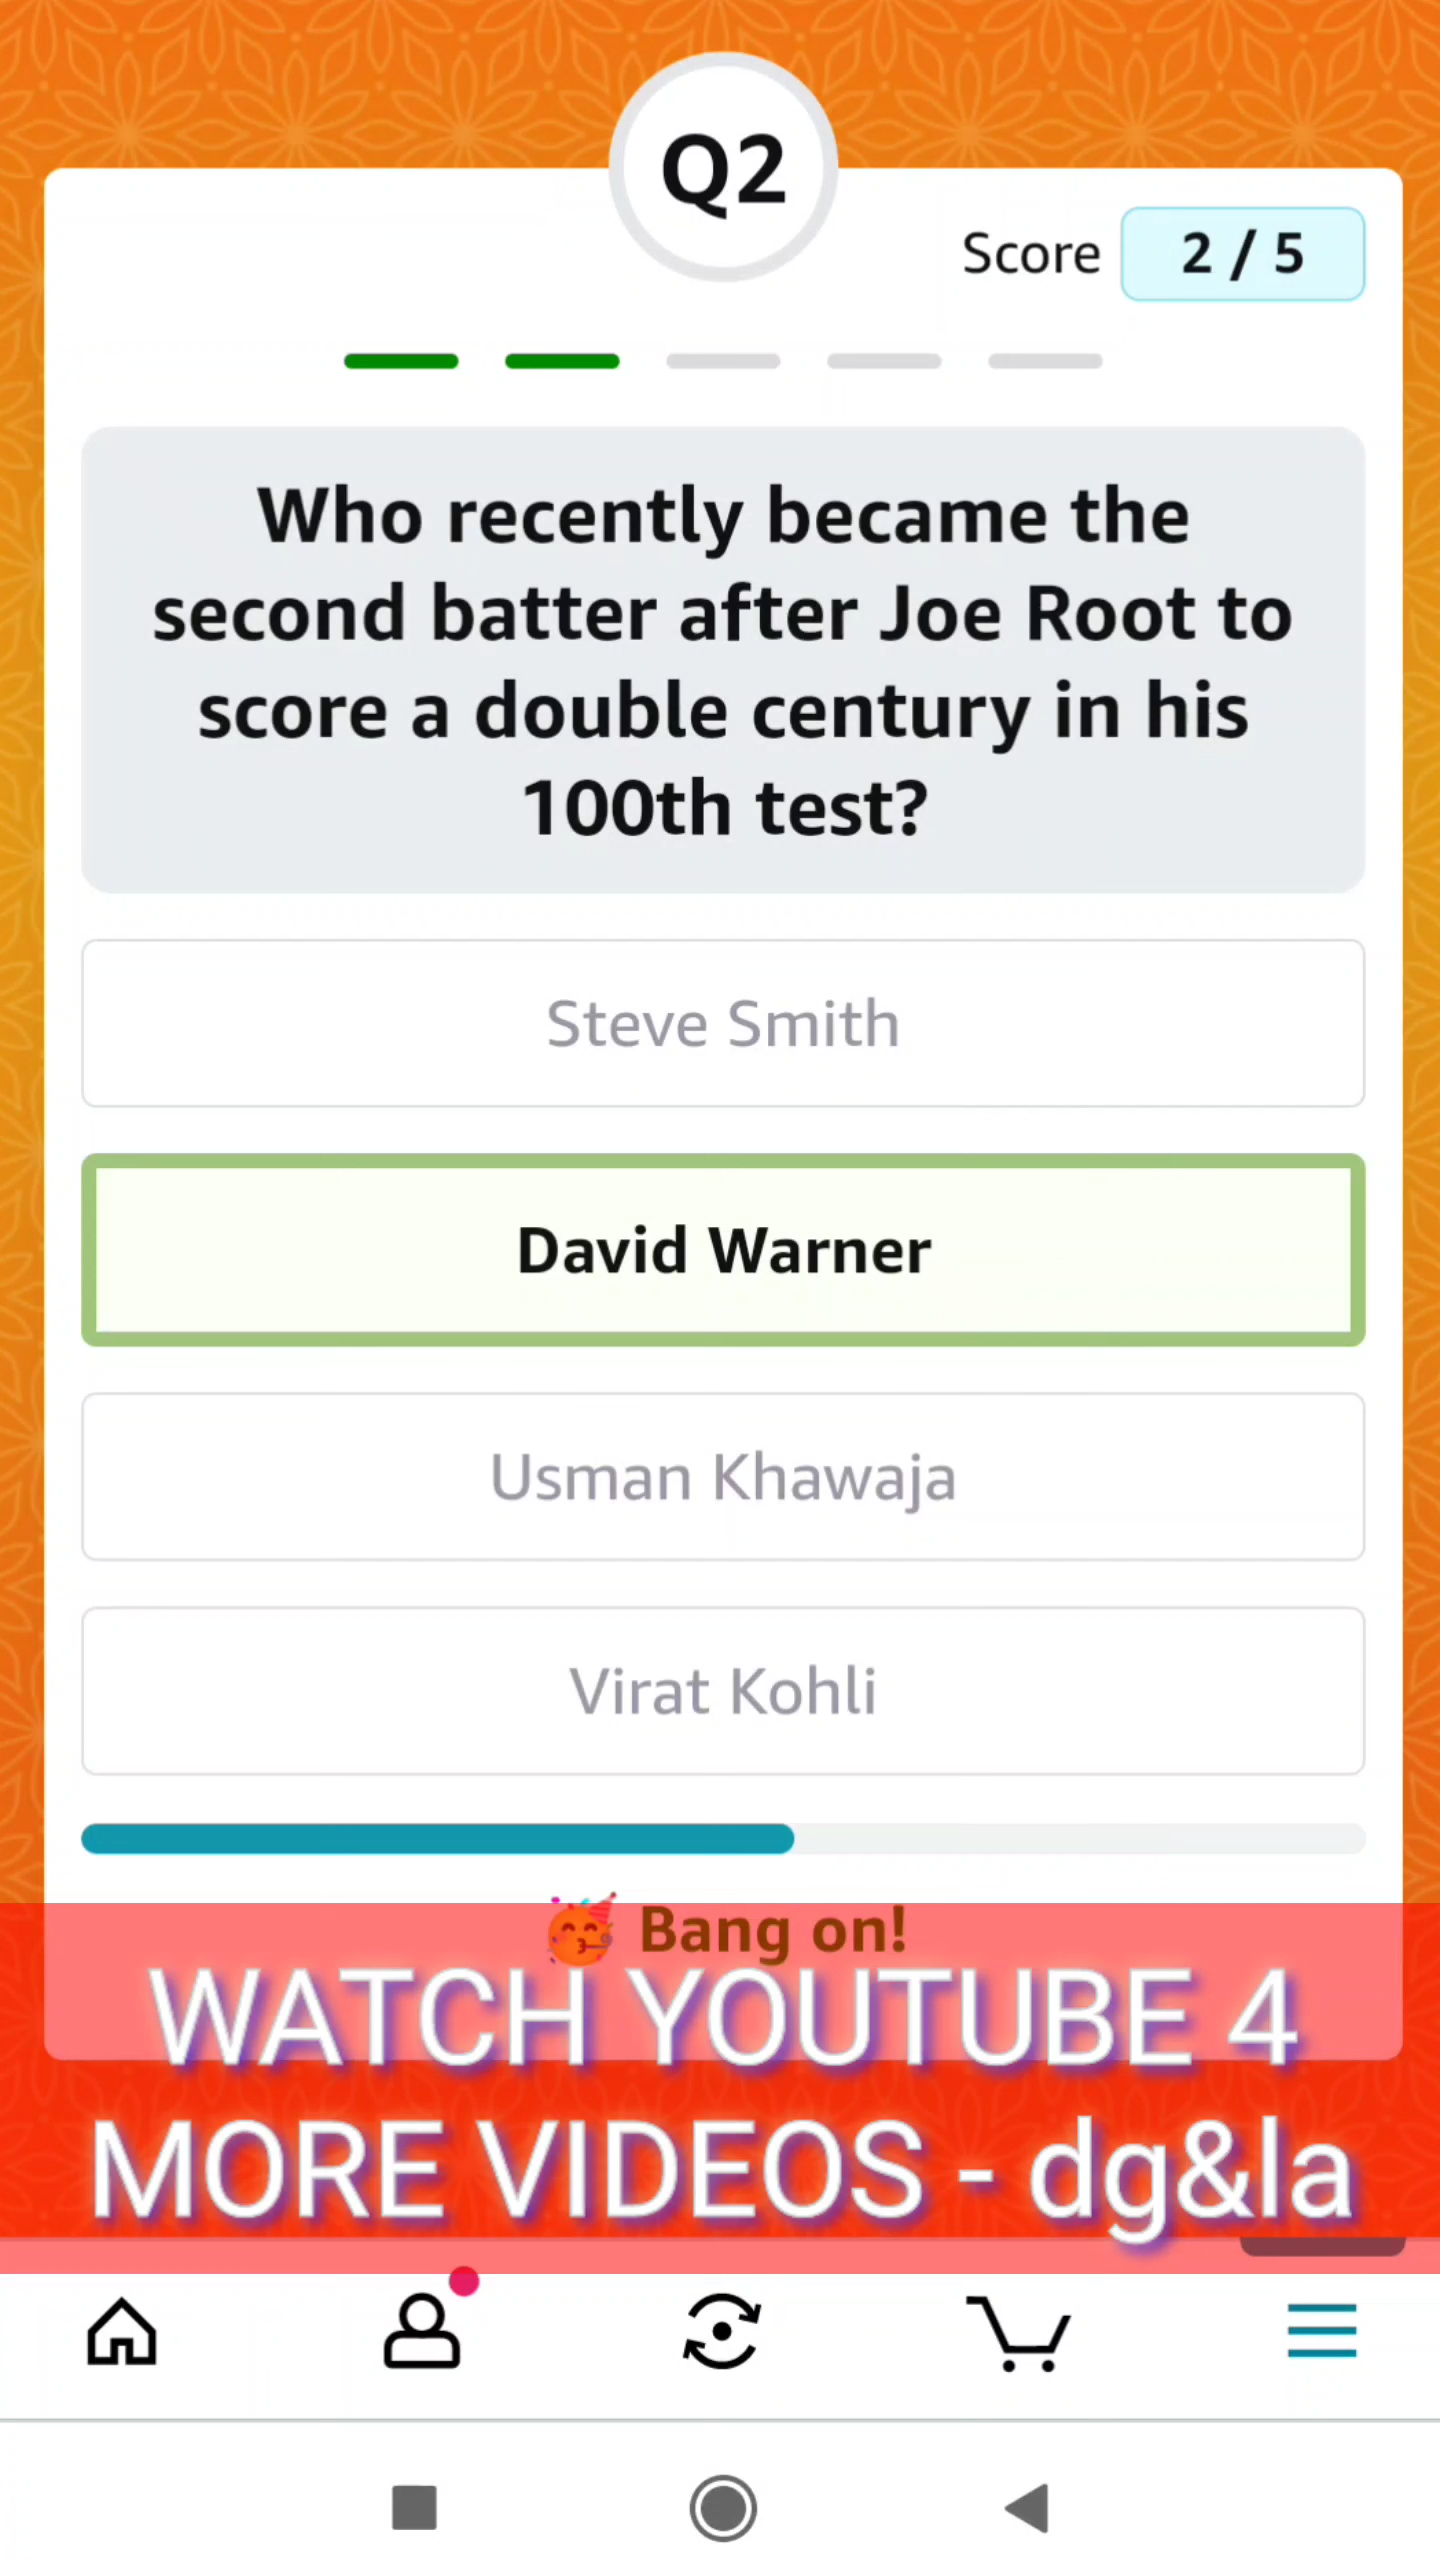 Q2
Score 2 / 5
Who recently became the
second batter after Joe Root to
score a double century in his
100th test?
Steve Smith
David Warner
Usman Khawaja
Virat Kohli
Bang on!
WATCH YOUTUBE 4
MORE VIDEOS - dg&la